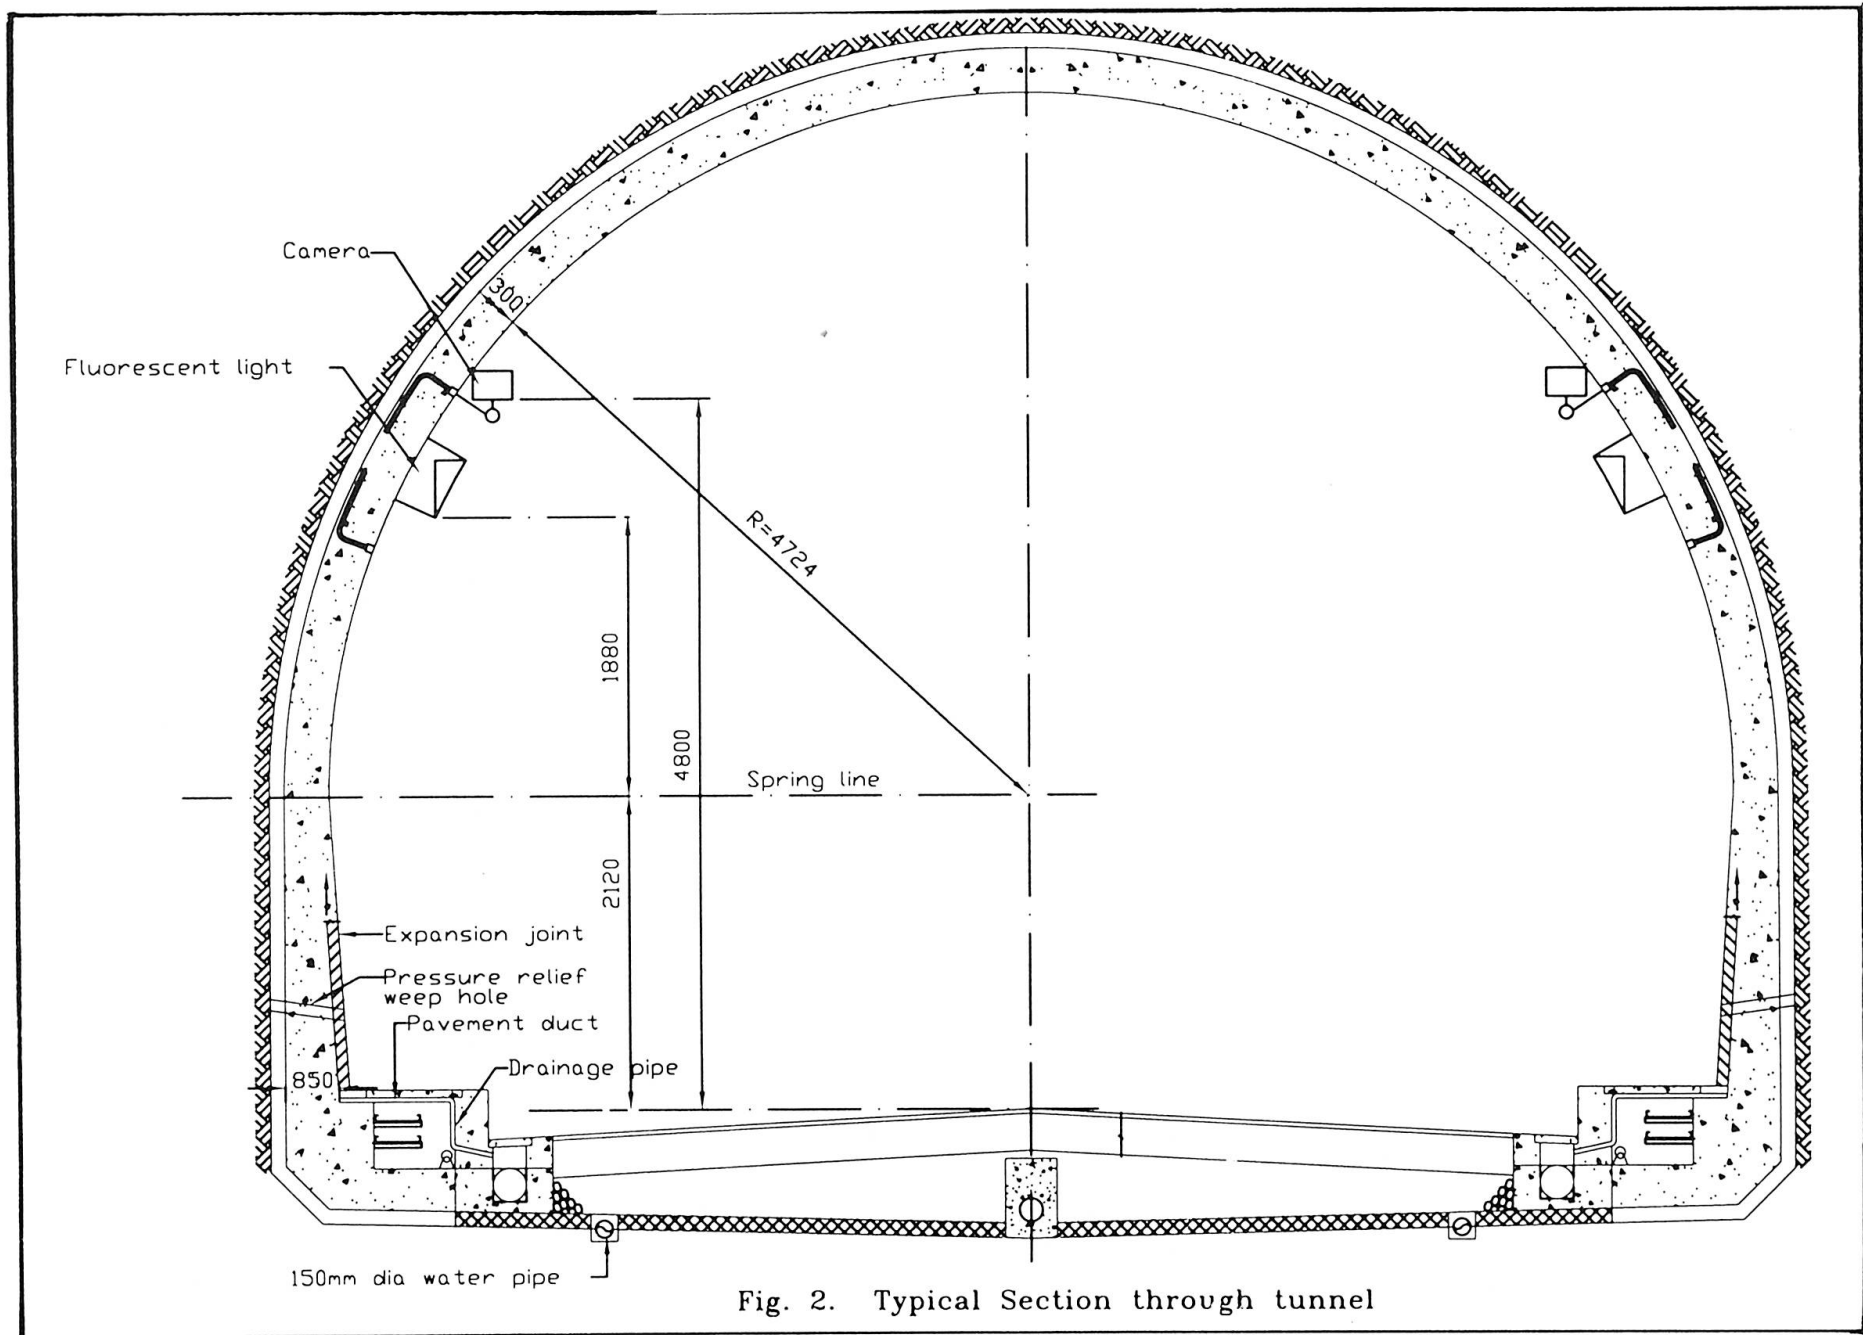 Camera
300
Fluorescent light
R=4724
1880
4800
Spring line
2120
Expansion joint
Pressure relief
weep hole
Pavement duct
Drainage pipe
850
150mm dia water pipe
Fig. 2. Typical Section through tunnel